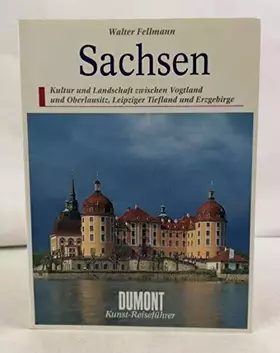 Walter Fellmann
Sachsen
Kultur und Landschaft zwischen Vogtland
und Oberlausitz, Leipziger Tiefland und Erzgebirge
DUMONT
Kunst-Reiseführer